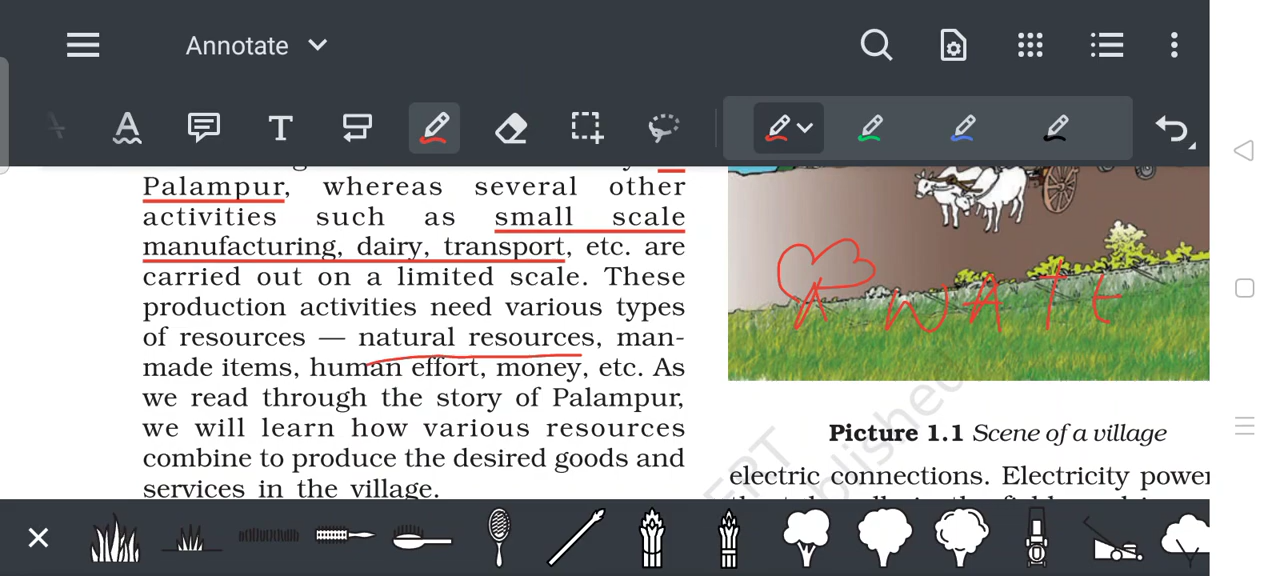 Annotate
T
Palampur, whereas several other
activities such as small scale
manufacturing, dairy, transport, etc. are
carried out on a limited scale. These
production activities need various types
of resources — natural resources, man-
made items, human effort, money, etc. As
we read through the story of Palampur,
we will learn how various resources
combine to produce the desired goods and
services in the village.
WATE
Picture 1.1 Scene of a village
electric connections. Electricity power